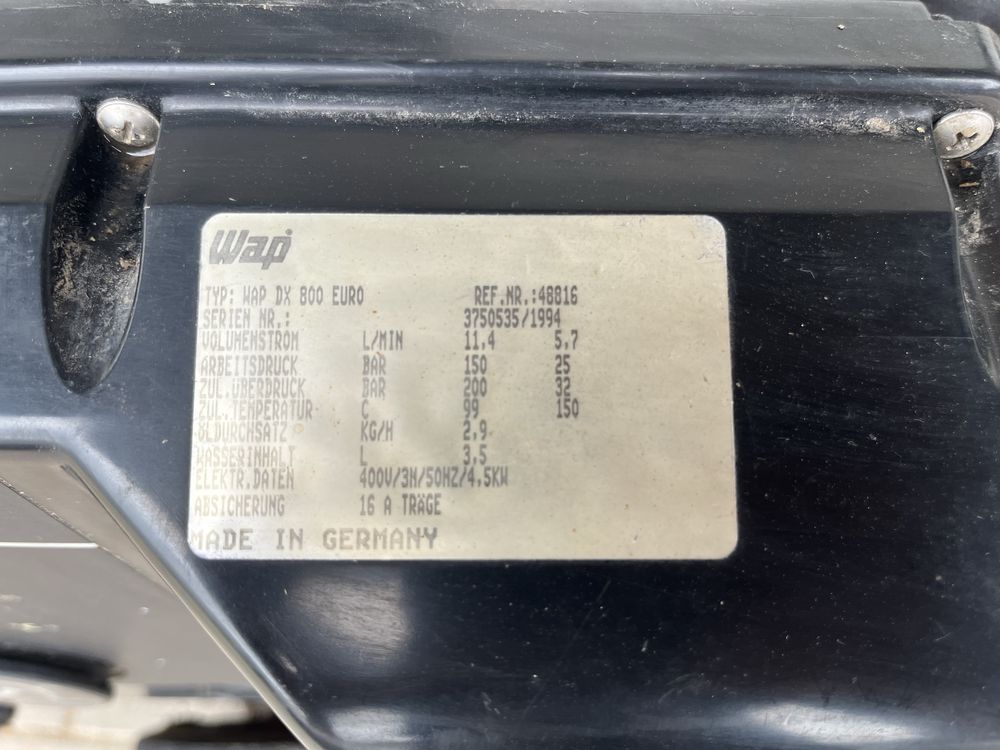 Wap
TYP: WAP DX 800 EURO REF.NR.:48816
SERIEN NR.: 3750535/1994
VOLUMENSTROM L/MIN 11,4 5,7
ARBEITSDRUCK BAR 150 25
ZUL.ÜBERDRUCK BAR 200 32
ZUL.TEMPERATUR C 99 150
ÖLDURCHSATZ KG/H 2,9
WASSERINHALT L 3,5
ELEKTR.DATEN 400V/3N/50HZ/4,5KW
ABSICHERUNG 16 A TRÄGE
MADE IN GERMANY